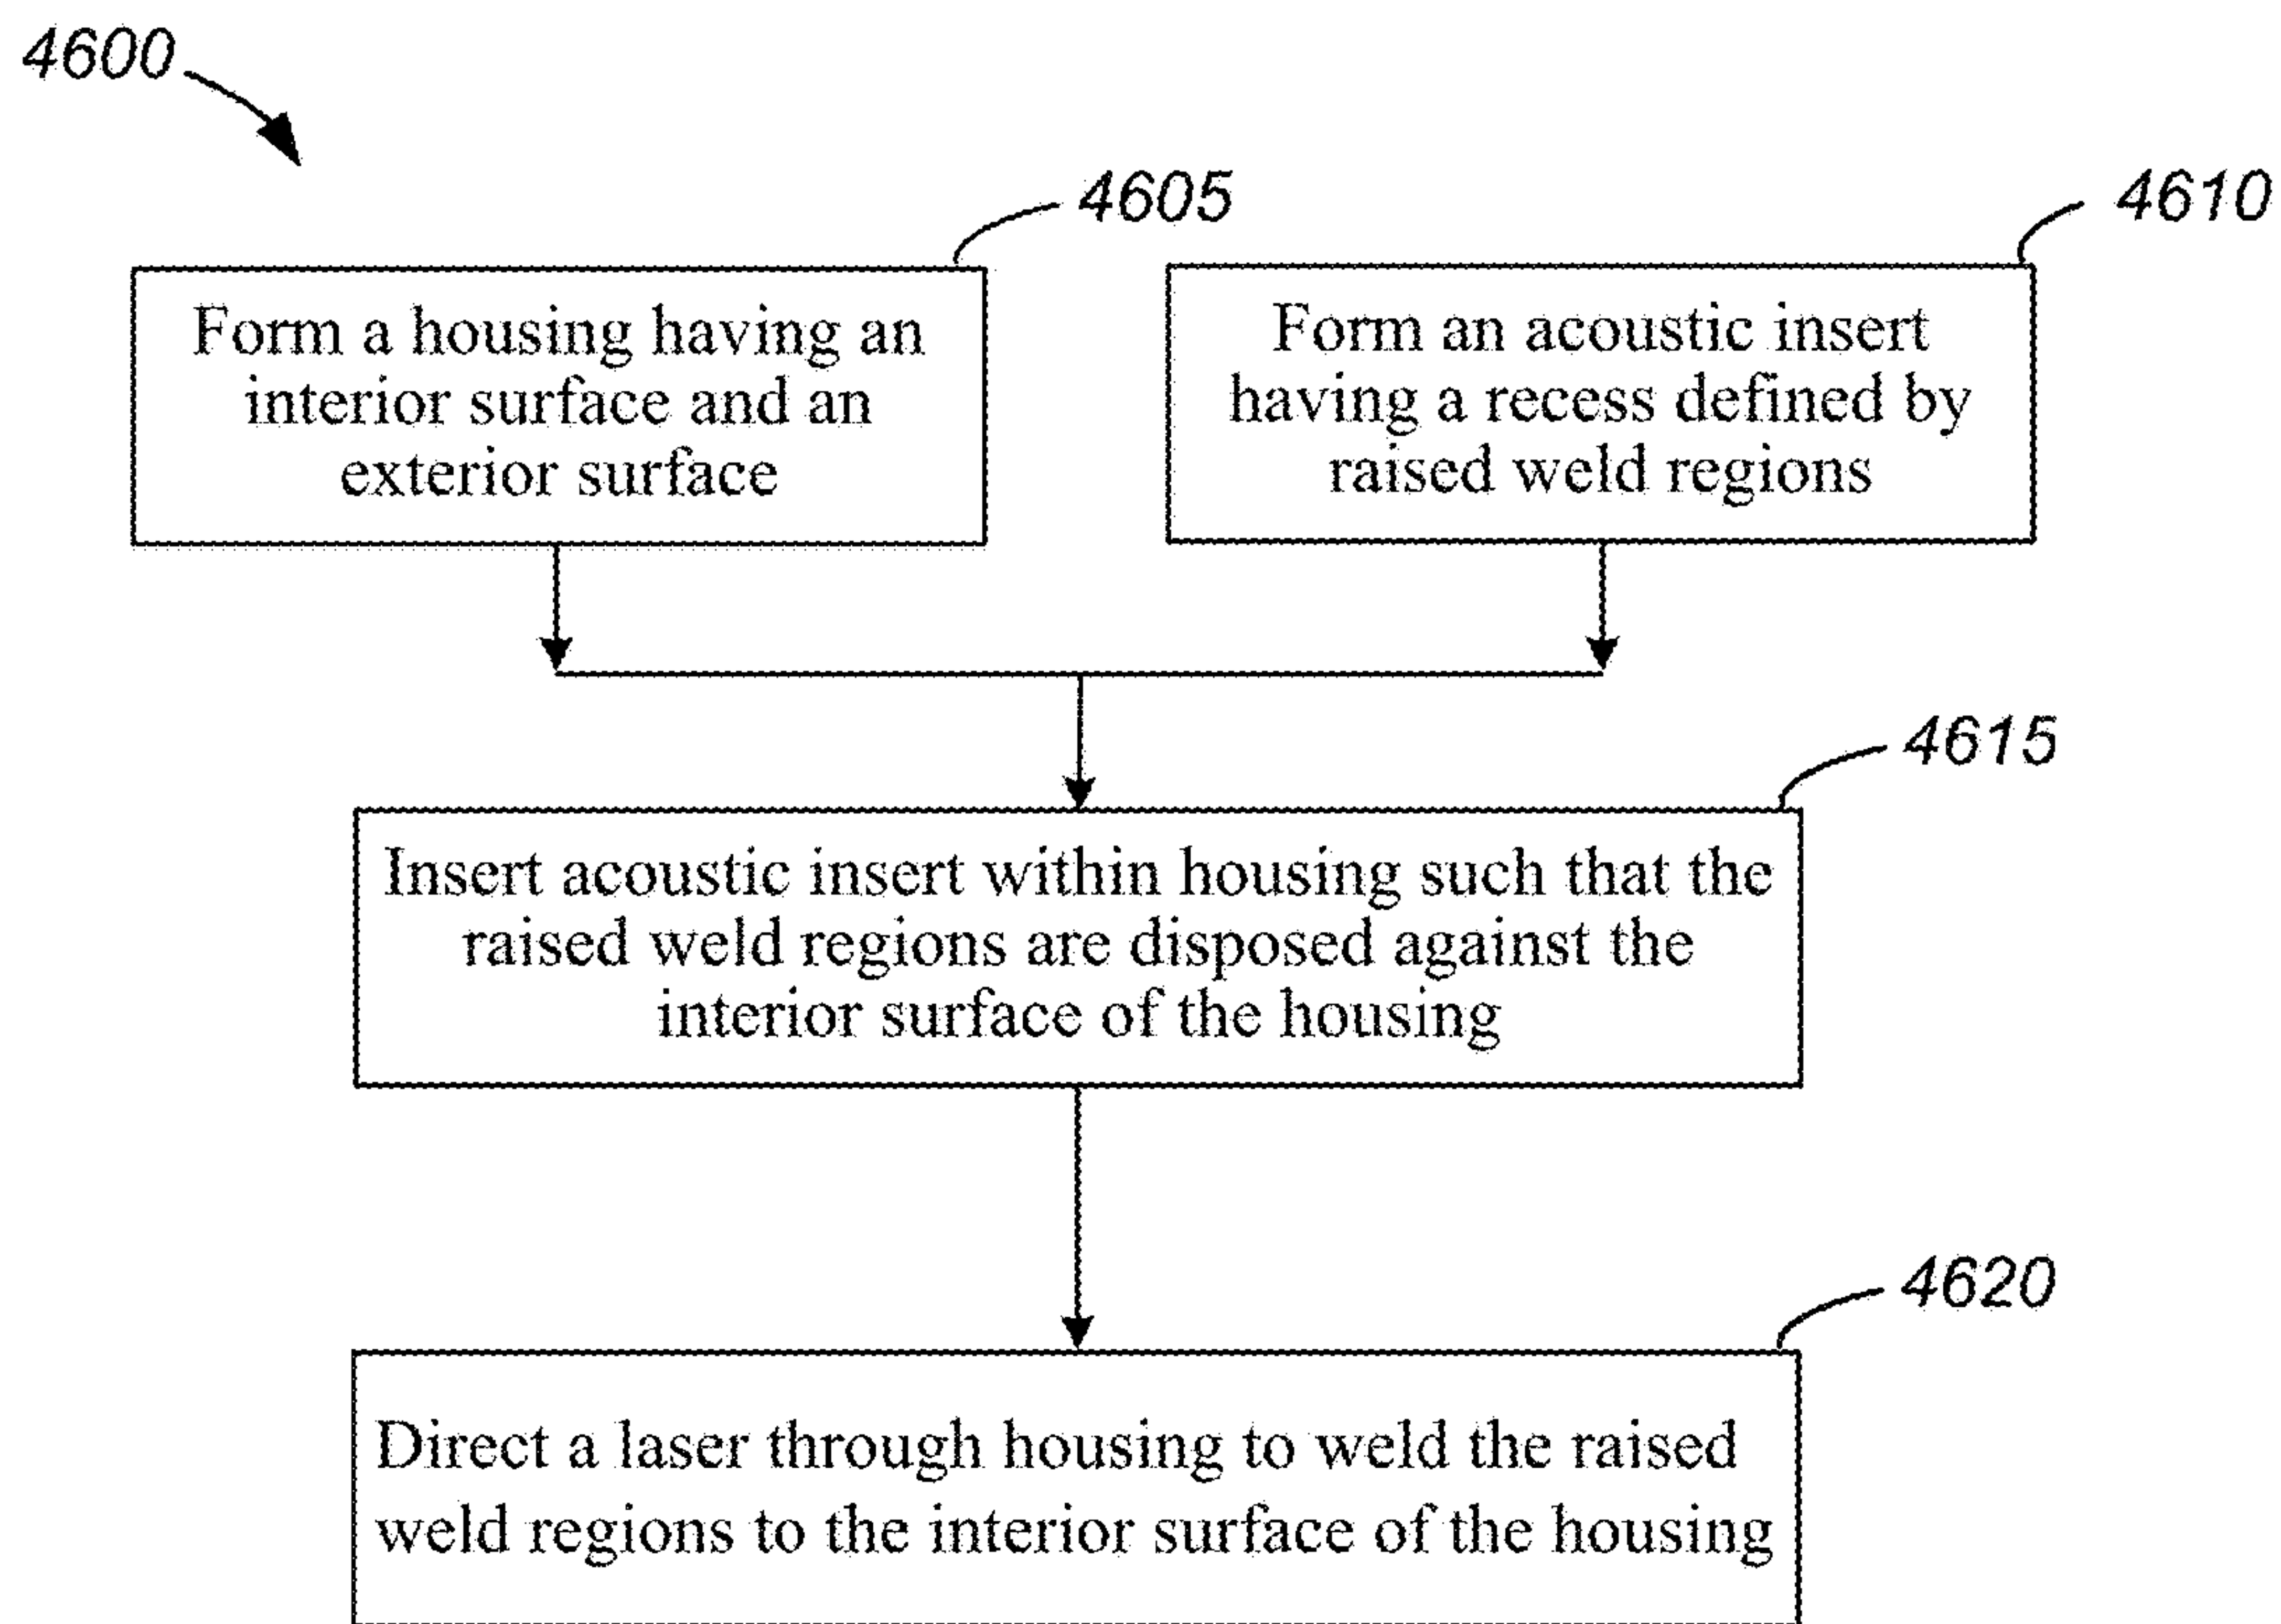 4600
4605
4610
Form a housing having an
interior surface and an
exterior surface
Form an acoustic insert
having a recess defined by
raised weld regions
4615
Insert acoustic insert within housing such that the
raised weld regions are disposed against the
interior surface of the housing
4620
Direct a laser through housing to weld the raised
weld regions to the interior surface of the housing